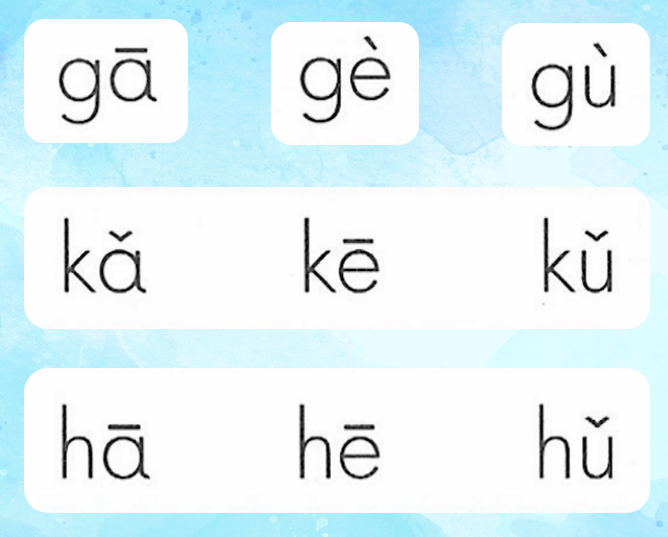 gā gè gù
kǎ kē kǔ
hā hē hǔ